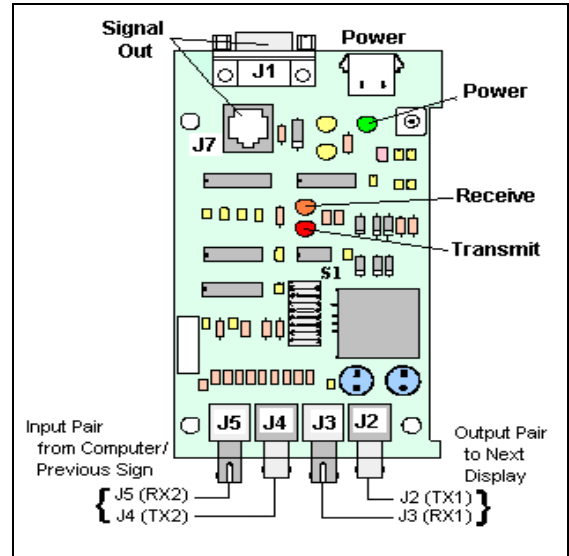 Signal
Out
Power
J1
Power
J7
Receive
Transmit
S1
J5 J4 J3 J2
Input Pair
from Computer/
Previous Sign
J5 (RX2)
J4 (TX2)
Output Pair
to Next
Display
J2 (TX1)
J3 (RX1)